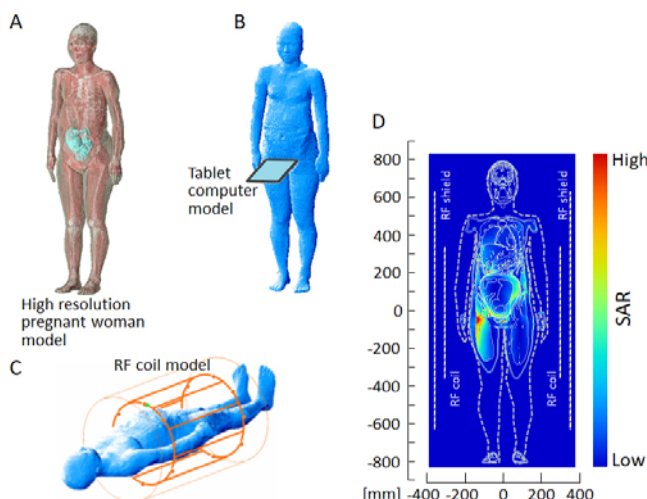 A
B
Tablet
computer
model
High resolution
pregnant woman
model
C
RF coil model
D
800
600
400
200
0
-200
-400
-600
-800
[mm]
400
200
0
200
400
RF shield
RF shield
RF coil
RF coil
High
SAR
Low